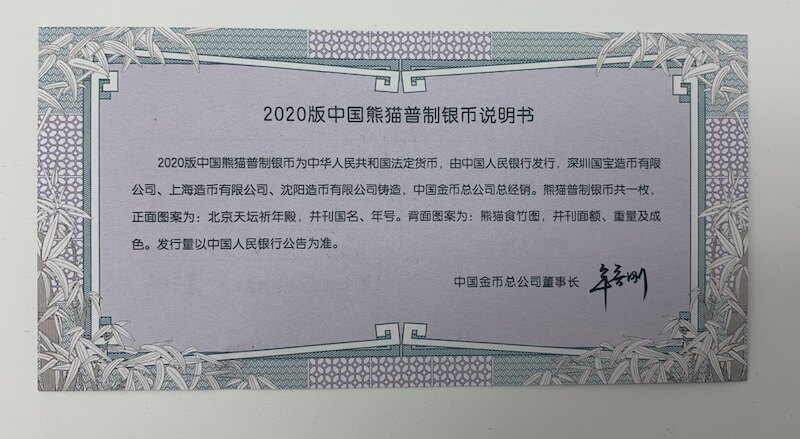 2020版中国熊猫普制银币说明书
2020版中国熊猫普制银币为中华人民共和国法定货币，由中国人民银行发行，深圳国宝造币有限
公司、上海造币有限公司、沈阳造币有限公司铸造，中国金币总公司总经销。熊猫普制银币共一枚，
正面图案为：北京天坛祈年殿，并刊国名、年号。背面图案为：熊猫食竹图，并刊面额、重量及成
色。发行量以中国人民银行公告为准。
中国金币总公司董事长